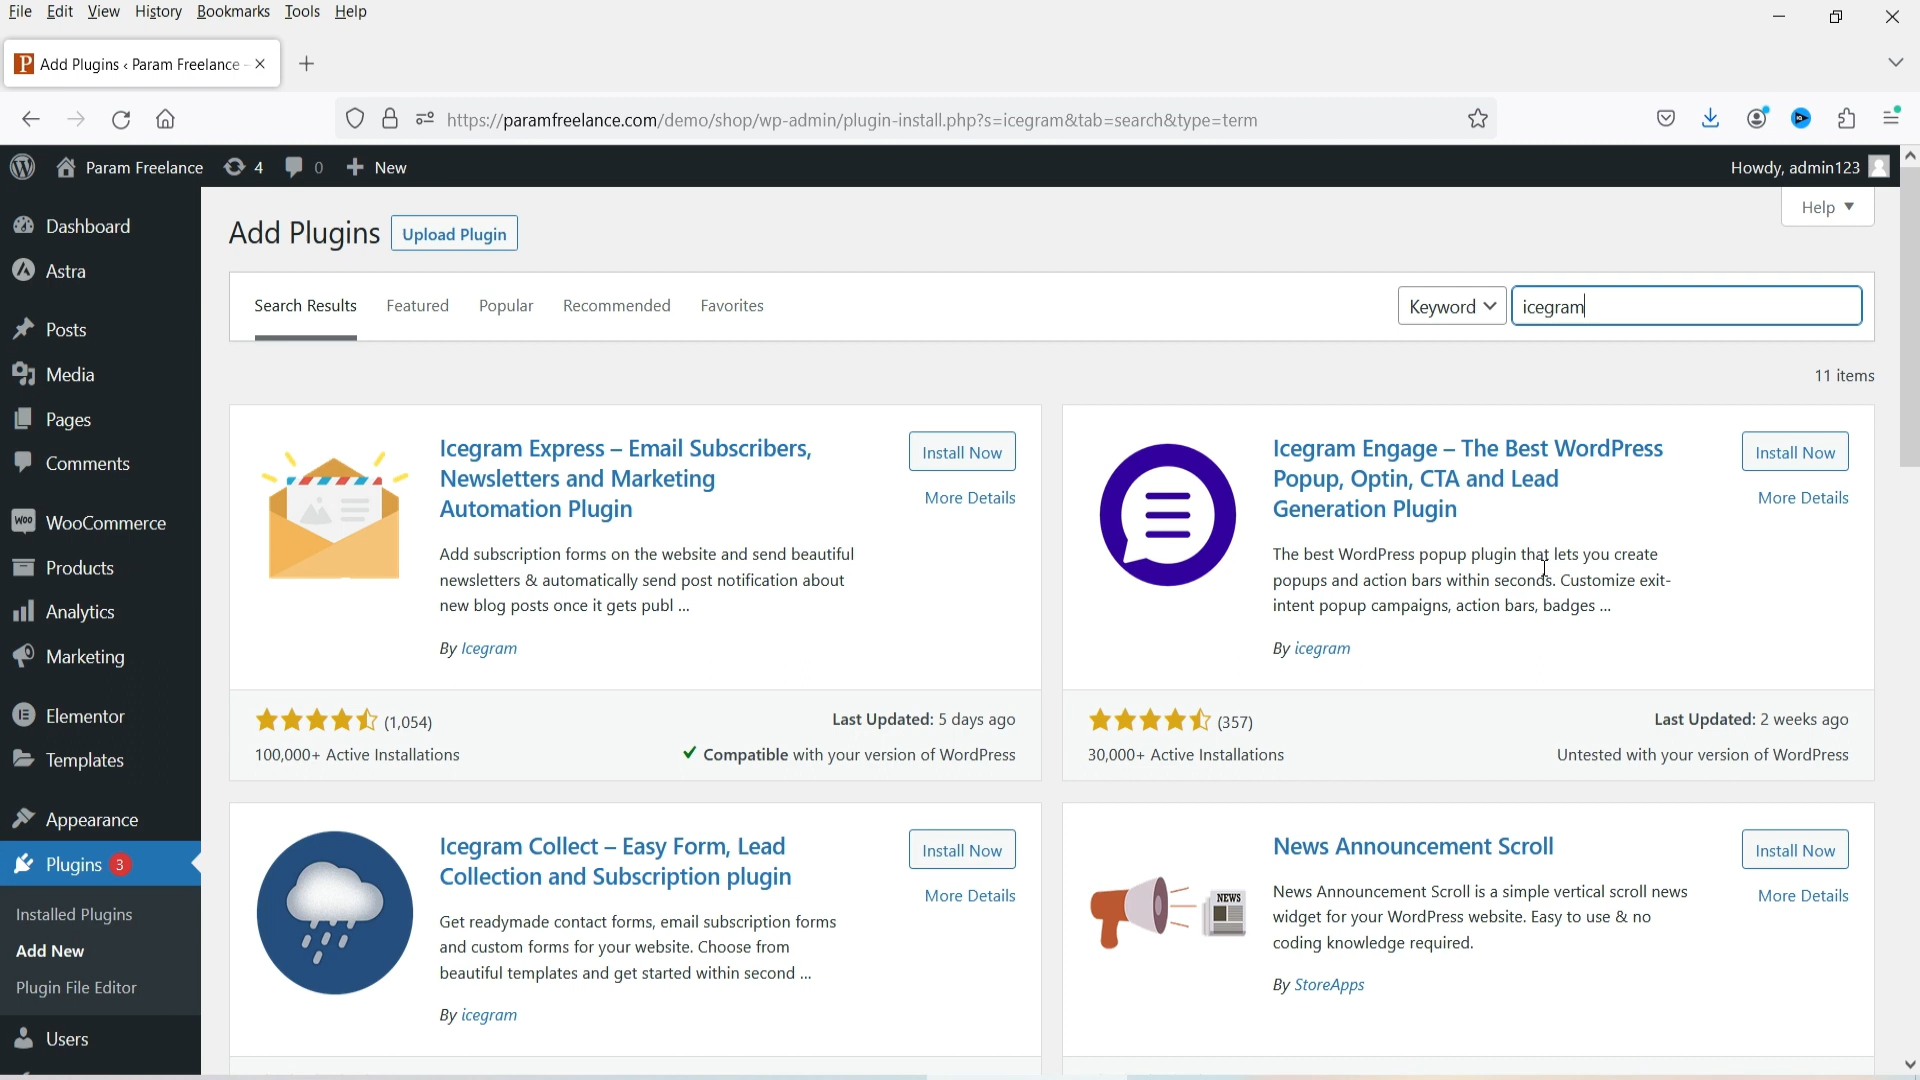 File Edit View History Bookmarks Tools Help
Add Plugins ‹ Param Freelance
https://paramfreelance.com/demo/shop/wp-admin/plugin-install.php?s=icegram&tab=search&type=term
Param Freelance 4 0 New
Howdy, admin123
Dashboard
Astra
Posts
Media
Pages
Comments
WooCommerce
Products
Analytics
Marketing
Elementor
Templates
Appearance
Plugins 3
Installed Plugins
Add New
Plugin File Editor
Users
Help
Add Plugins Upload Plugin
Search Results Featured Popular Recommended Favorites Keyword icegram
11 items
Icegram Express – Email Subscribers,
Newsletters and Marketing
Automation Plugin
Install Now
More Details
Add subscription forms on the website and send beautiful
newsletters & automatically send post notification about
new blog posts once it gets publ ...
By Icegram
(1,054)
Last Updated: 5 days ago
100,000+ Active Installations
Compatible with your version of WordPress
Icegram Engage – The Best WordPress
Popup, Optin, CTA and Lead
Generation Plugin
Install Now
More Details
The best WordPress popup plugin that lets you create
popups and action bars within seconds. Customize exit-
intent popup campaigns, action bars, badges ...
By icegram
(357)
Last Updated: 2 weeks ago
30,000+ Active Installations
Untested with your version of WordPress
Icegram Collect – Easy Form, Lead
Collection and Subscription plugin
Install Now
More Details
Get readymade contact forms, email subscription forms
and custom forms for your website. Choose from
beautiful templates and get started within second ...
By icegram
NEWS
News Announcement Scroll
Install Now
More Details
News Announcement Scroll is a simple vertical scroll news
widget for your WordPress website. Easy to use & no
coding knowledge required.
By StoreApps